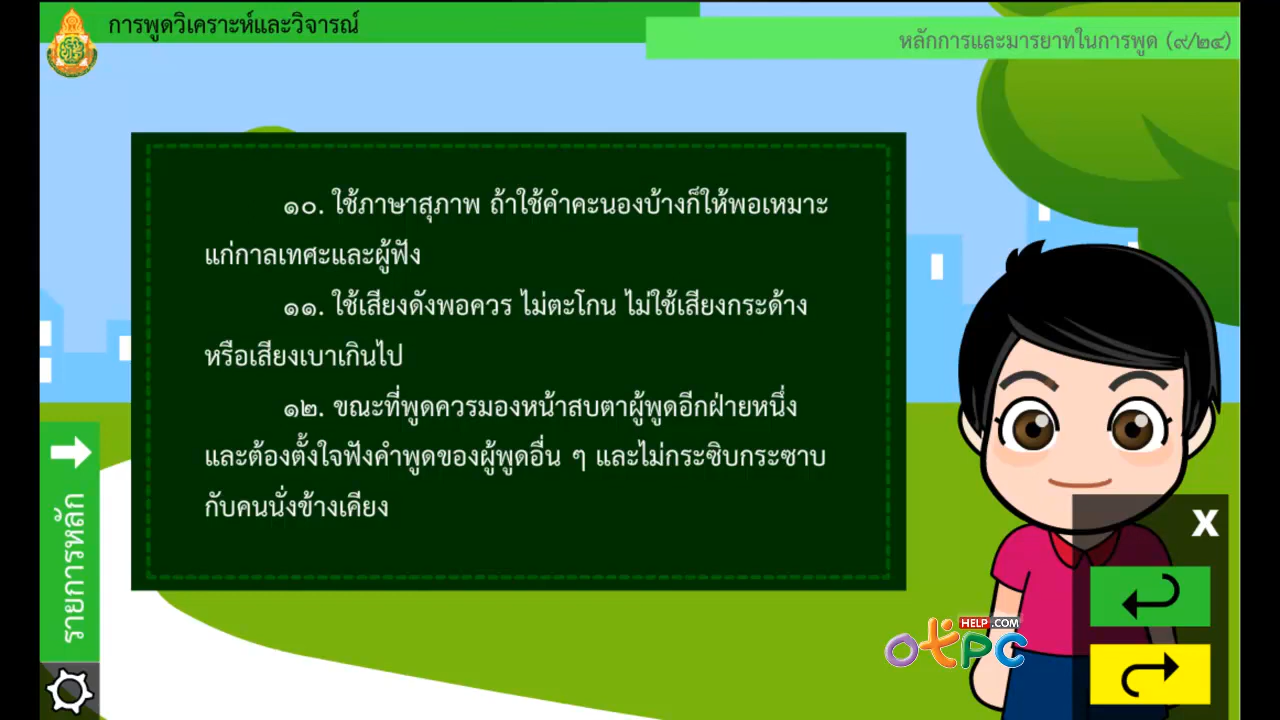 การพูดวิเคราะห์และวิจารณ์
หลักการและมารยาทในการพูด (๙/๒๔)
๑๐. ใช้ภาษาสุภาพ ถ้าใช้คำคะนองบ้างก็ให้พอเหมาะ
แก่กาลเทศะและผู้ฟัง
๑๑. ใช้เสียงดังพอควร ไม่ตะโกน ไม่ใช้เสียงกระด้าง
หรือเสียงเบาเกินไป
๑๒. ขณะที่พูดควรมองหน้าสบตาผู้พูดอีกฝ่ายหนึ่ง
และต้องตั้งใจฟังคำพูดของผู้พูดอื่น ๆ และไม่กระซิบกระซาบ
กับคนนั่งข้างเคียง
รายการหลัก
X
otpc
HELP.COM